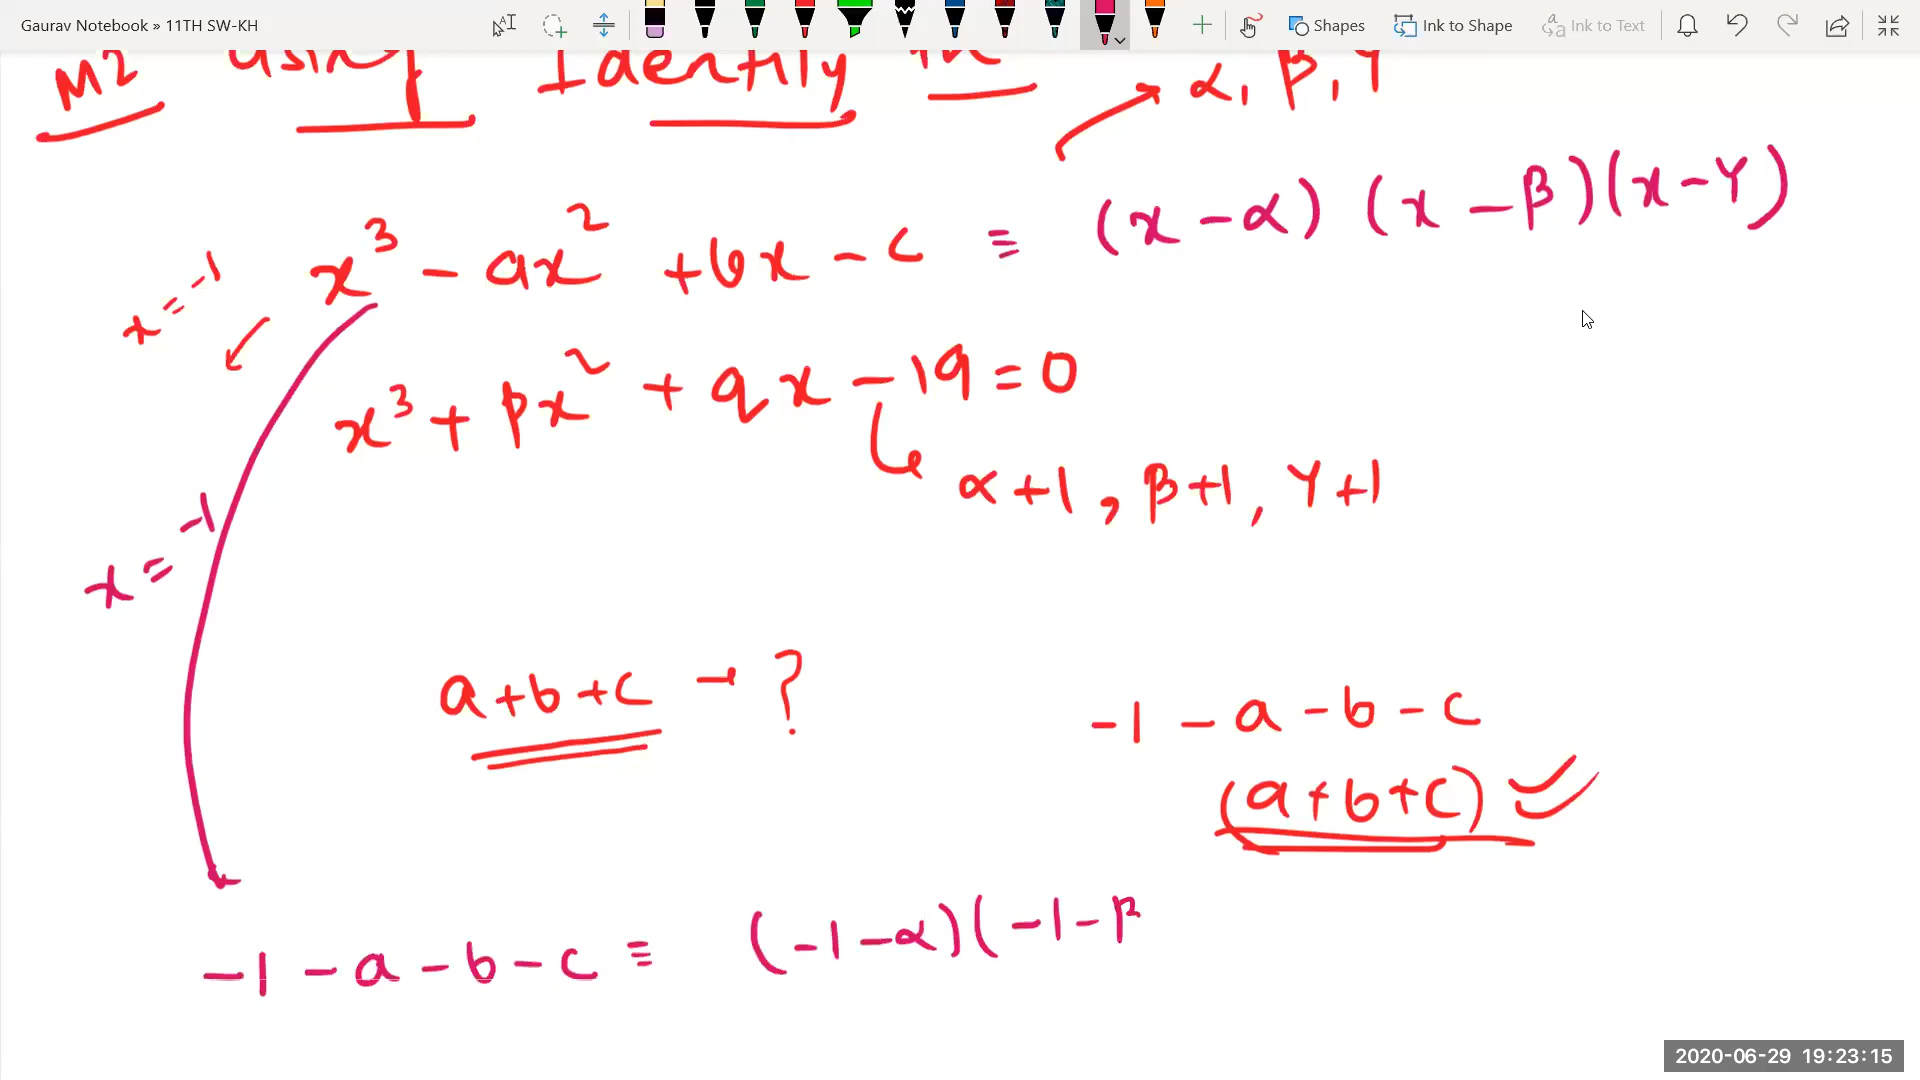 Gaurav Notebook » 11TH SW-KH
Shapes
Ink to Shape
Ink to Text
M2 using Identity in
α, β, γ
x³ - ax² + bx - c ≡ (x - α) (x - β)(x - γ)
x = -1
x³ + px² + qx - 19 = 0
α+1, β+1, γ+1
x = -1
a+b+c → ?
-1 - a - b - c
(a+b+c)
-1 - a - b - c ≡ (-1 - α)(-1 - β
2020-06-29 19:23:15